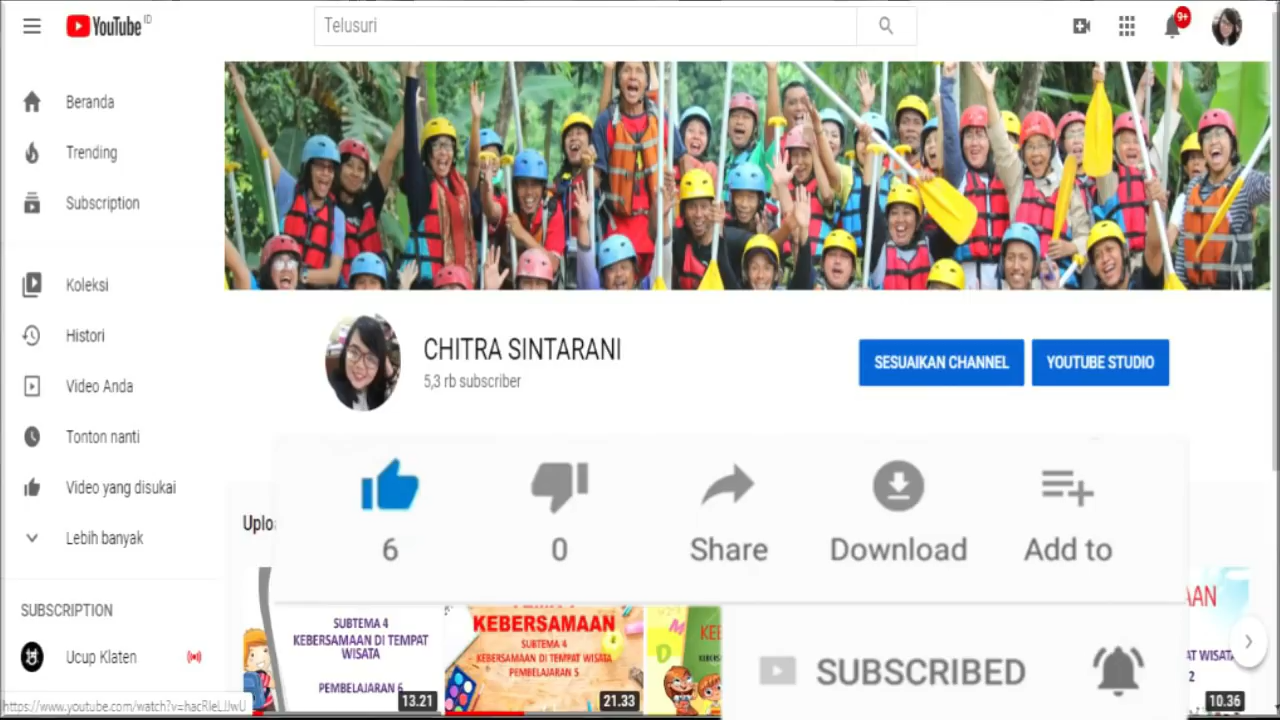 YouTube ID
Telusuri
9+
Beranda
Trending
Subscription
Koleksi
Histori
Video Anda
Tonton nanti
Video yang disukai
Lebih banyak
SUBSCRIPTION
Ucup Klaten
CHITRA SINTARANI
5,3 rb subscriber
SESUAIKAN CHANNEL
YOUTUBE STUDIO
6
0
Share
Download
Add to
SUBTEMA 4
KEBERSAMAAN DI TEMPAT
WISATA
PEMBELAJARAN 6
13.21
KEBERSAMAAN
SUBTEMA 4
KEBERSAMAAN DI TEMPAT WISATA
PEMBELAJARAN 5
21.33
SUBSCRIBED
2
10.36